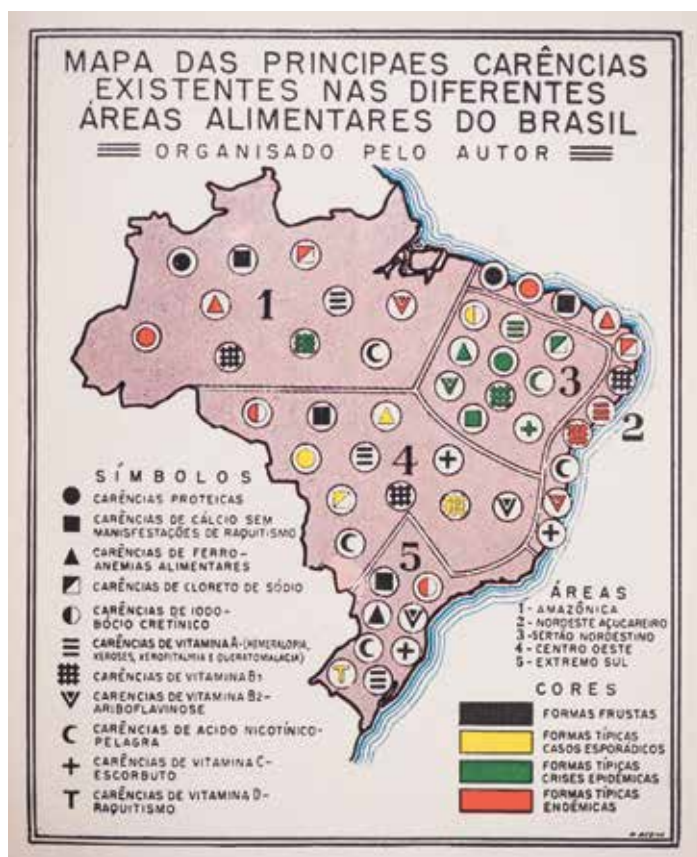 MAPA DAS PRINCIPAES CARÊNCIAS
EXISTENTES NAS DIFERENTES
ÁREAS ALIMENTARES DO BRASIL
ORGANISADO PELO AUTOR
1
2
3
4
5
SÍMBOLOS
CARÊNCIAS PROTEICAS
CARÊNCIAS DE CÁLCIO SEM
MANISFESTAÇÕES DE RAQUITISMO
CARÊNCIAS DE FERRO-
ANEMIAS ALIMENTARES
CARÊNCIAS DE CLORETO DE SÓDIO
CARÊNCIAS DE IODO-
BÓCIO CRETÍNICO
CARÊNCIAS DE VITAMINA A-(HEMERALOPIA,
XEROSES, XEROFTALMIA E QUERATOMALACIA)
CARÊNCIAS DE VITAMINA B1
CARENCIAS DE VITAMINA B2-
ARIBOFLAVINOSE
CARÊNCIAS DE ACIDO NICOTÍNICO-
PELAGRA
CARÊNCIAS DE VITAMINA C-
ESCORBUTO
CARÊNCIAS DE VITAMINA D-
RAQUITISMO
ÁREAS
1- AMAZÔNICA
2- NORDESTE AÇUCAREIRO
3- SERTÃO NORDESTINO
4- CENTRO OESTE
5- EXTREMO SUL
CORES
FORMAS FRUSTAS
FORMAS TÍPICAS
CASOS ESPORÁDICOS
FORMAS TÍPICAS
CRISES EPIDÊMICAS
FORMAS TÍPICAS
ENDÊMICAS